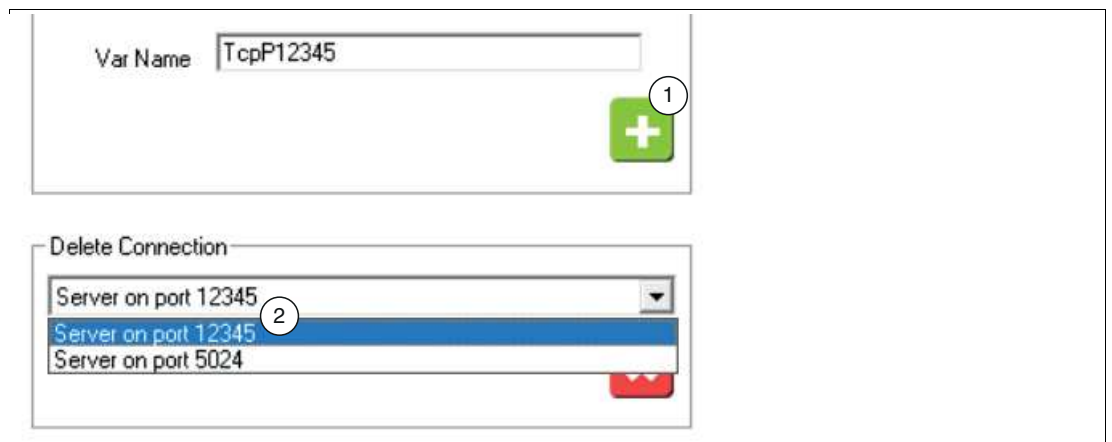 Var Name TcpP12345
1
Delete Connection
Server on port 12345
2
Server on port 12345
Server on port 5024